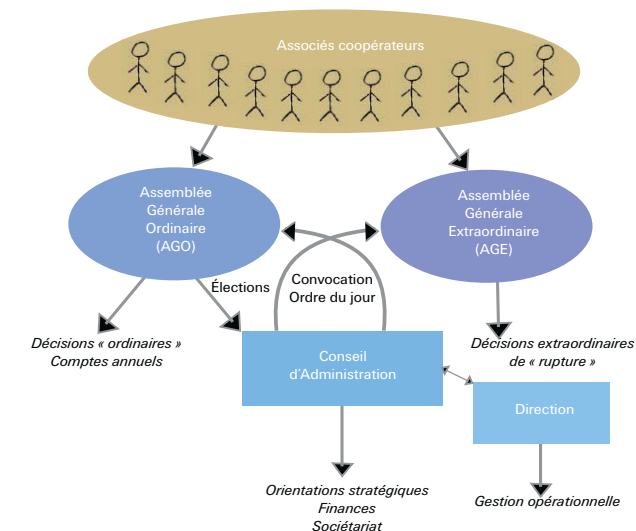 Associés coopérateurs
Assemblée
Générale
Ordinaire
(AGO)
Assemblée
Générale
Extraordinaire
(AGE)
Élections
Convocation
Ordre du jour
Décisions « ordinaires »
Comptes annuels
Décisions extraordinaires
de « rupture »
Conseil
d’Administration
Direction
Orientations stratégiques
Finances
Sociétariat
Gestion opérationnelle